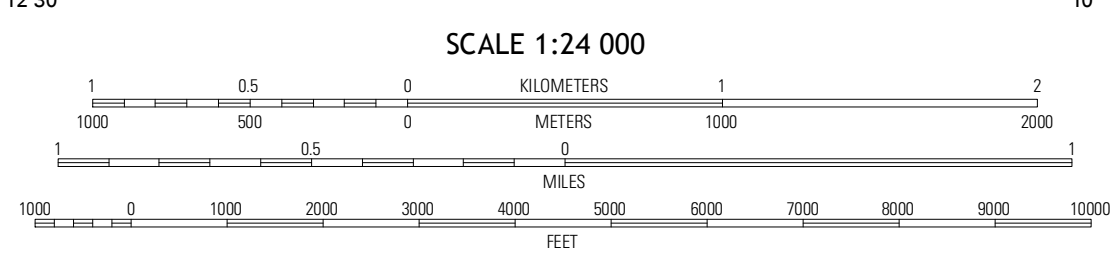 12'30" 10'
SCALE 1:24 000
1 0.5 0 KILOMETERS 1 2
1000 500 0 METERS 1000 2000
1 0.5 0 1
MILES
1000 0 1000 2000 3000 4000 5000 6000 7000 8000 9000 10000
FEET